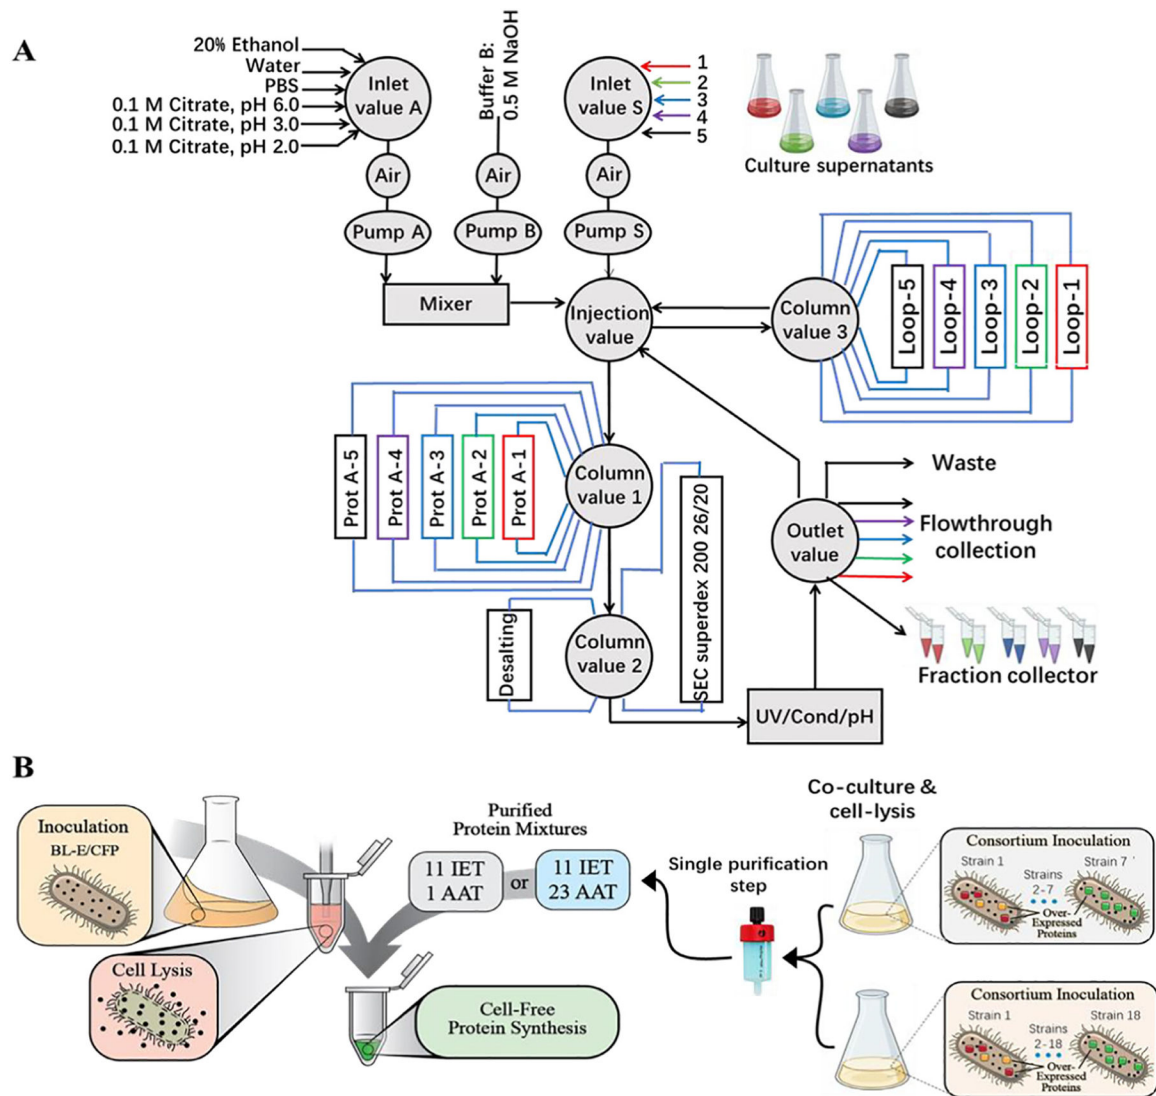 A
20% Ethanol
Water
PBS
0.1 M Citrate, pH 6.0
0.1 M Citrate, pH 3.0
0.1 M Citrate, pH 2.0
Inlet
value A
Buffer B:
0.5 M NaOH
Inlet
value S
1
2
3
4
5
Culture supernatants
Air
Air
Air
Pump A
Pump B
Pump S
Mixer
Injection
value
Column
value 3
Loop-5
Loop-4
Loop-3
Loop-2
Loop-1
Prot A-5
Prot A-4
Prot A-3
Prot A-2
Prot A-1
Column
value 1
Waste
Outlet
value
Flowthrough
collection
Desalting
Column
value 2
SEC superdex 200 26/20
UV/Cond/pH
Fraction collector
B
Inoculation
BL-E/CFP
Cell Lysis
Purified
Protein Mixtures
11 IET
1 AAT
or
11 IET
23 AAT
Cell-Free
Protein Synthesis
Single purification
step
Co-culture &
cell-lysis
Consortium Inoculation
Strain 1
Strain 7
Strains
2-7
Over-
Expressed
Proteins
Consortium Inoculation
Strain 1
Strain 18
Strains
2-18
Over-
Expressed
Proteins